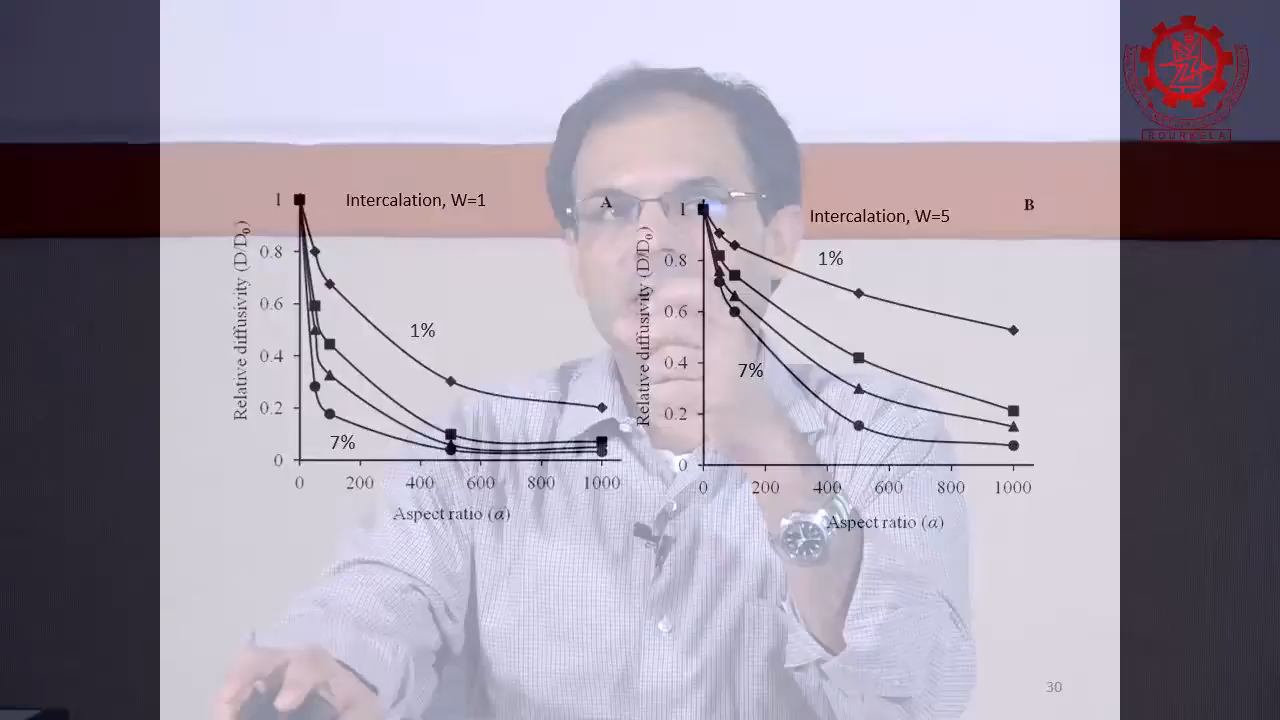 ROURKELA
Intercalation, W=1
A
1
0.8
0.6
0.4
0.2
0
Relative diffusivity (D/D₀)
1%
7%
0 200 400 600 800 1000
Aspect ratio (α)
Intercalation, W=5
B
1
0.8
0.6
0.4
0.2
0
Relative diffusivity (D/D₀)
1%
7%
0 200 400 600 800 1000
Aspect ratio (α)
30